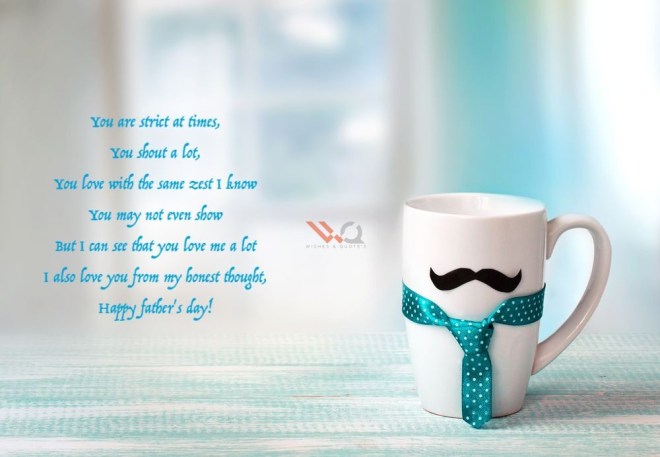 You are strict at times,
You shout a lot,
You love with the same zest I know
You may not even show
But I can see that you love me a lot
I also love you from my honest thought,
Happy father's day!
WISHES & QUOTES